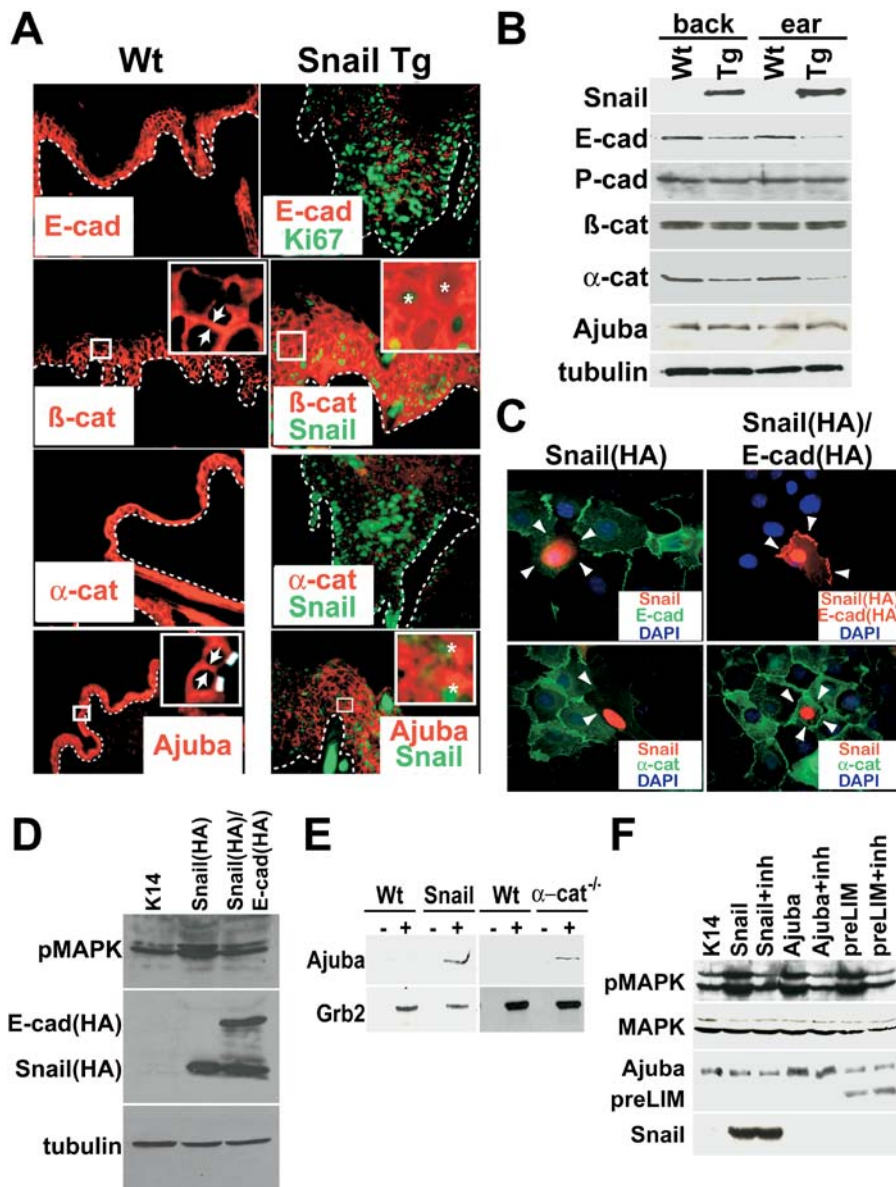 A
Wt
Snail Tg
E-cad
E-cad
Ki67
ß-cat
ß-cat
Snail
α-cat
α-cat
Snail
Ajuba
Ajuba
Snail
* *
*
*
B
back ear
Wt Tg Wt Tg
Snail
E-cad
P-cad
ß-cat
α-cat
Ajuba
tubulin
C
Snail(HA)
Snail(HA)/
E-cad(HA)
Snail
E-cad
DAPI
Snail(HA)
E-cad(HA)
DAPI
Snail
α-cat
DAPI
Snail
α-cat
DAPI
D
K14
Snail(HA)
Snail(HA)/
E-cad(HA)
pMAPK
E-cad(HA)
Snail(HA)
tubulin
E
Wt Snail Wt α-cat-/-
- + - + - + - +
Ajuba
Grb2
F
K14
Snail
Snail+inh
Ajuba
Ajuba+inh
preLIM
preLIM+inh
pMAPK
MAPK
Ajuba
preLIM
Snail